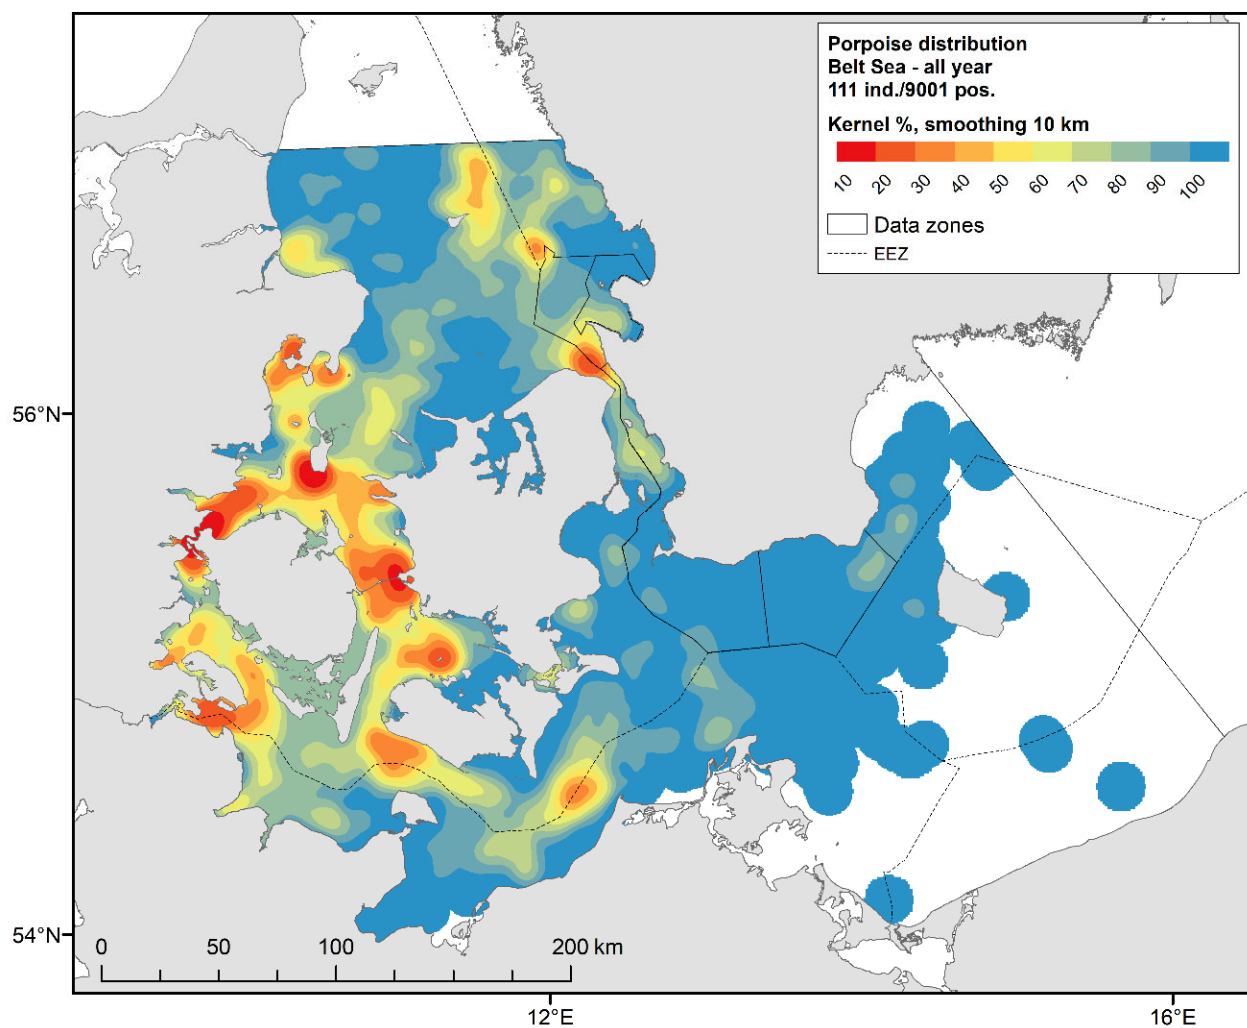 Porpoise distribution
Belt Sea - all year
111 ind./9001 pos.
Kernel %, smoothing 10 km
10 20 30 40 50 60 70 80 90 100
Data zones
EEZ
56°N
54°N
0 50 100 200 km
12°E 16°E